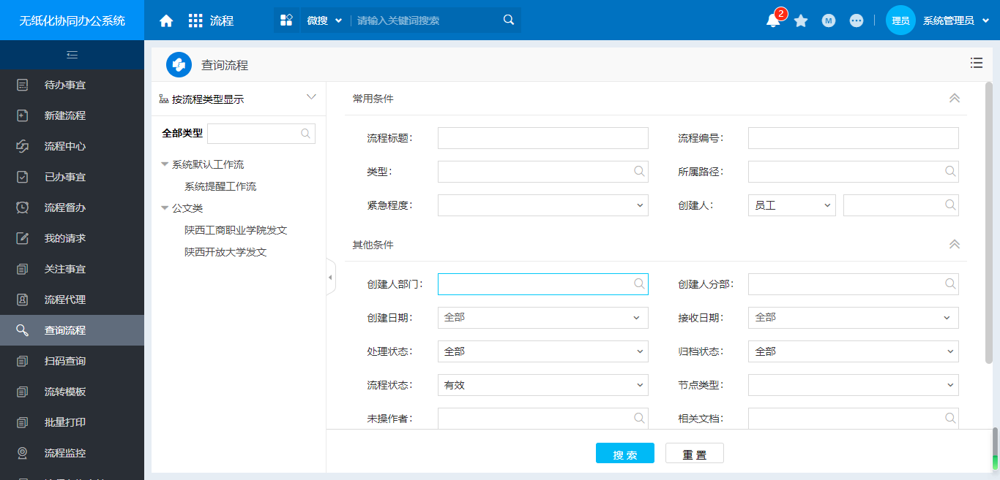 无纸化协同办公系统
流程
微搜
请输入关键词搜索
2
M
理员
系统管理员
待办事宜
新建流程
流程中心
已办事宜
流程督办
我的请求
关注事宜
流程代理
查询流程
扫码查询
流转模板
批量打印
流程监控
查询流程
按流程类型显示
全部类型
系统默认工作流
系统提醒工作流
公文类
陕西工商职业学院发文
陕西开放大学发文
常用条件
流程标题：
流程编号：
类型：
所属路径：
紧急程度：
创建人： 员工
其他条件
创建人部门：
创建人分部：
创建日期： 全部
接收日期： 全部
处理状态： 全部
归档状态： 全部
流程状态： 有效
节点类型：
未操作者：
相关文档：
搜索
重置